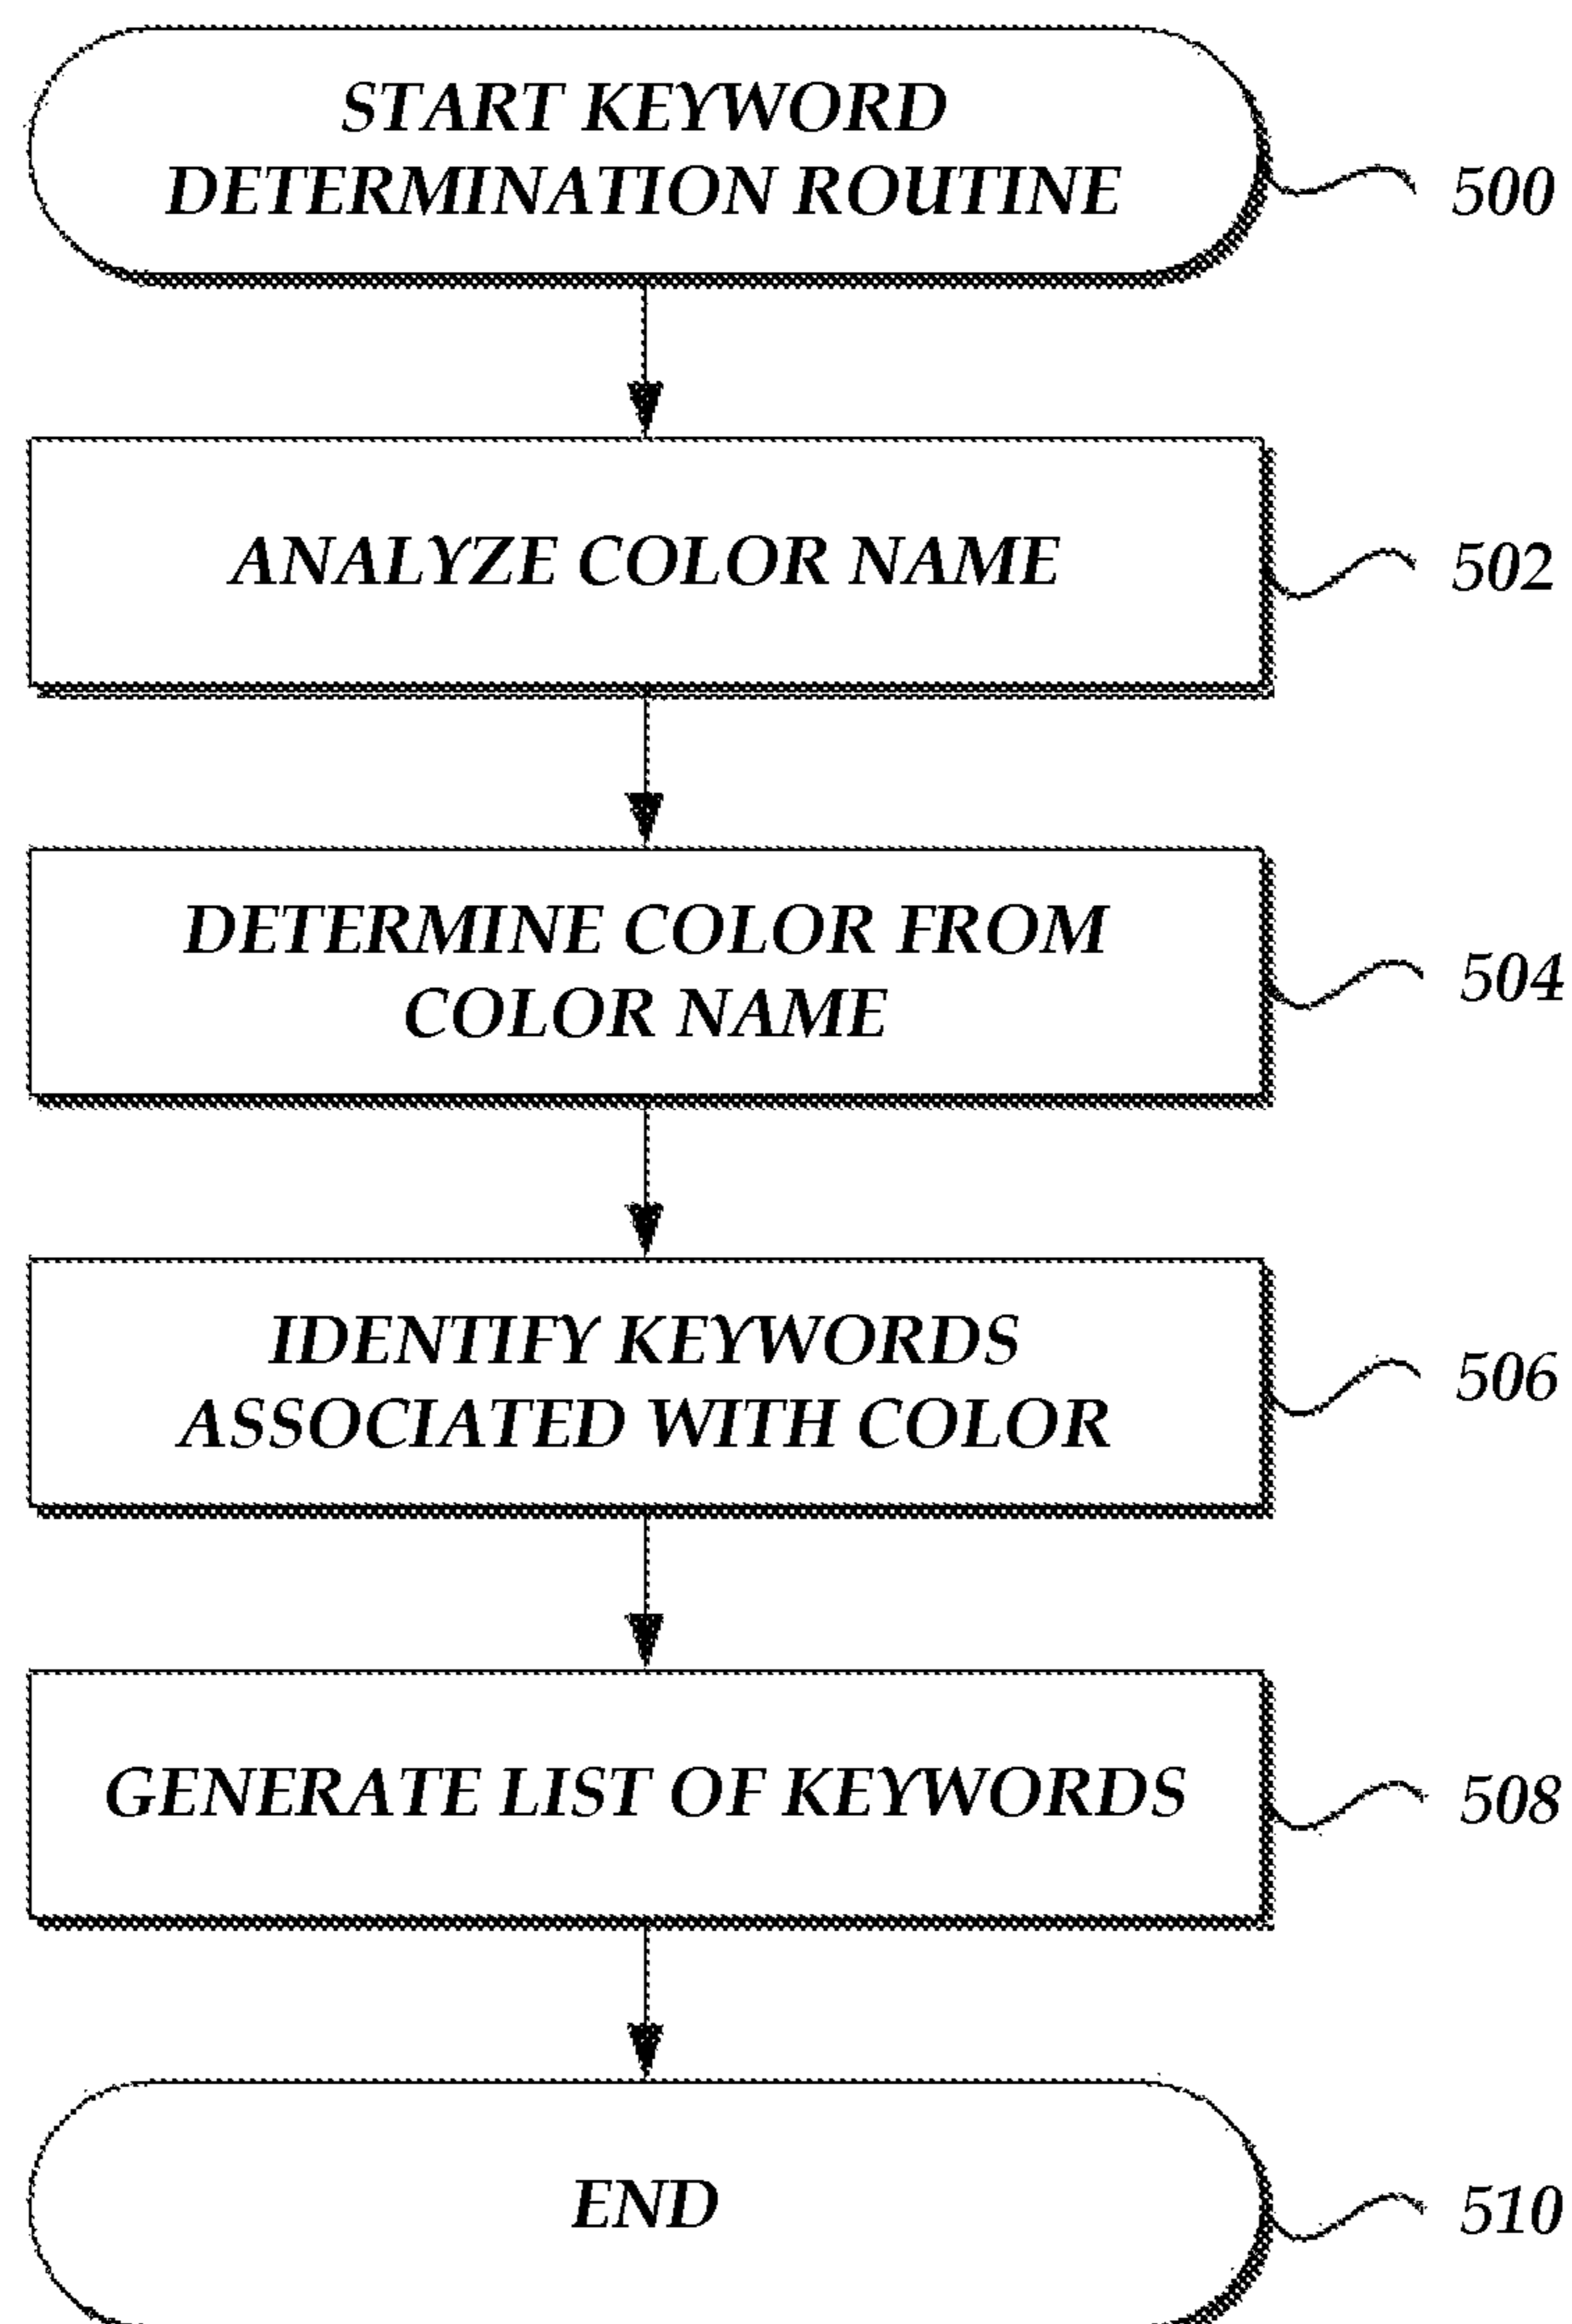 START KEYWORD
DETERMINATION ROUTINE
500
ANALYZE COLOR NAME
502
DETERMINE COLOR FROM
COLOR NAME
504
IDENTIFY KEYWORDS
ASSOCIATED WITH COLOR
506
GENERATE LIST OF KEYWORDS
508
END
510